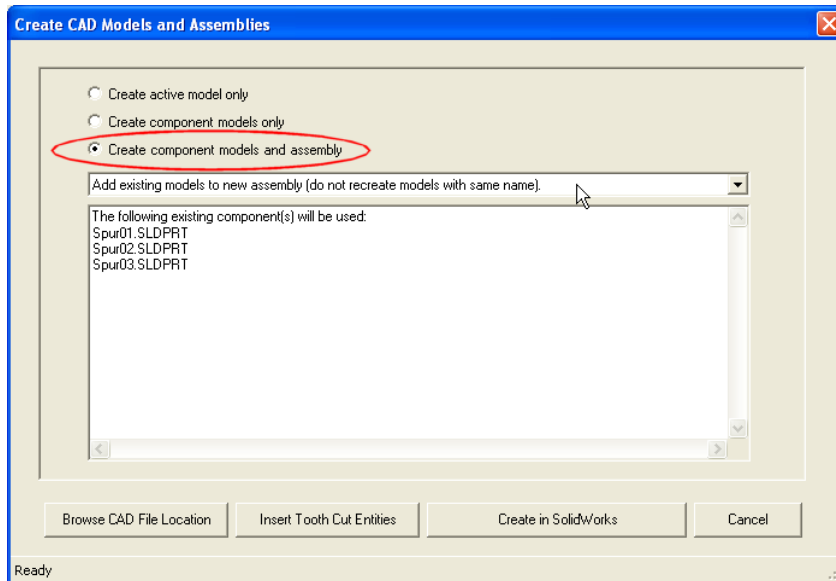 Create CAD Models and Assemblies
Create active model only
Create component models only
Create component models and assembly
Add existing models to new assembly (do not recreate models with same name).
The following existing component(s) will be used:
Spur01.SLDPRT
Spur02.SLDPRT
Spur03.SLDPRT
Browse CAD File Location Insert Tooth Cut Entities Create in SolidWorks Cancel
Ready